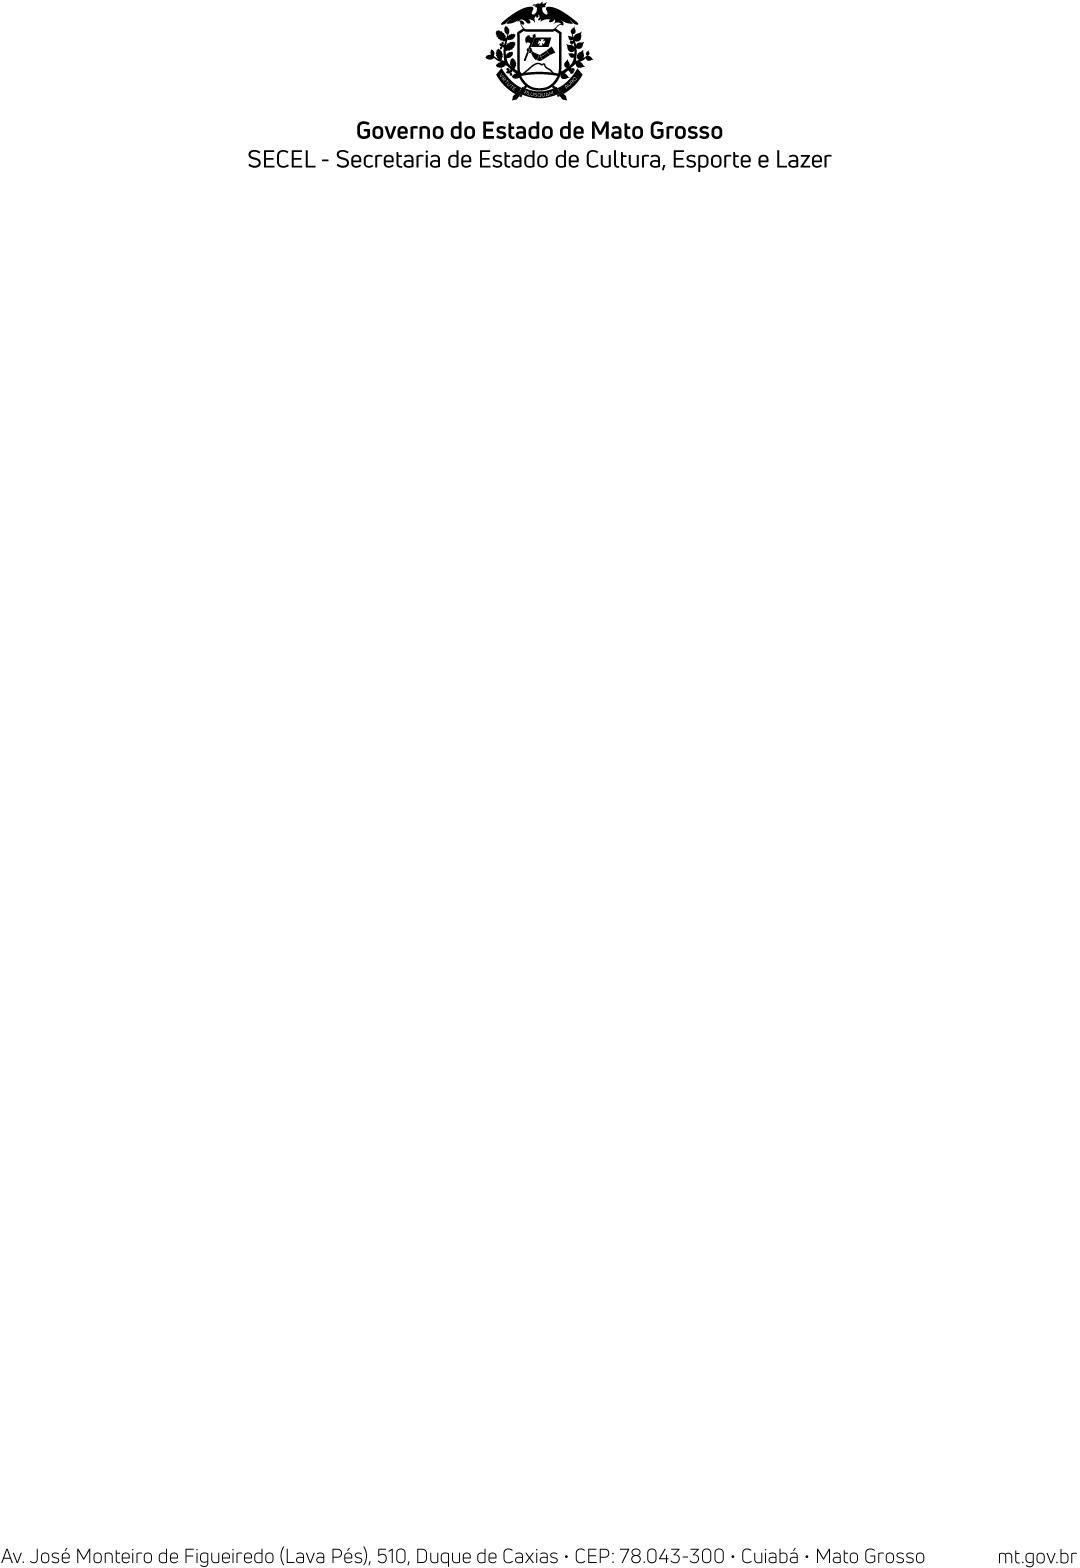 Governo do Estado de Mato Grosso
SECEL - Secretaria de Estado de Cultura, Esporte e Lazer
Av. José Monteiro de Figueiredo (Lava Pés), 510, Duque de Caxias • CEP: 78.043-300 • Cuiabá • Mato Grosso mt.gov.br